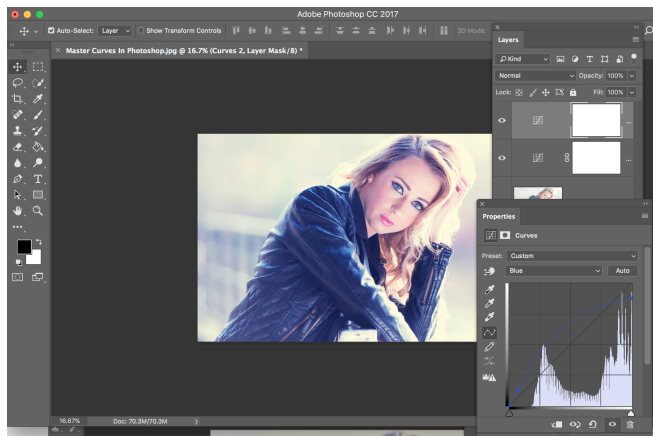 Adobe Photoshop CC 2017
Auto-Select: Layer Show Transform Controls 3D Mode:
× Master Curves In Photoshop.jpg @ 16.7% (Curves 2, Layer Mask/8) *
Layers
Kind T
Normal Opacity: 100%
Lock: Fill: 100%
Properties
Curves
Preset: Custom
Blue Auto
16.67% Doc: 70.3M/70.3M